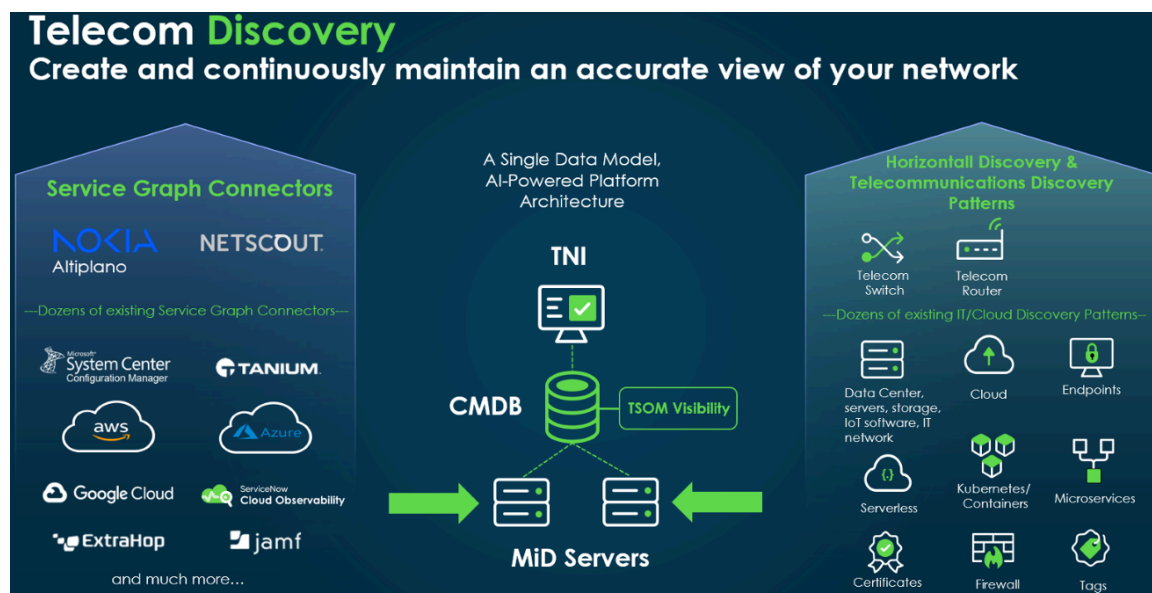 Telecom Discovery
Create and continuously maintain an accurate view of your network
Service Graph Connectors
NOKIA
Altiplano
NETSCOUT.
---Dozens of existing Service Graph Connectors---
Microsoft®
System Center
Configuration Manager
TANIUM.
aws
Azure
Google Cloud
ServiceNow
Cloud Observability
ExtraHop
jamf
and much more...
A Single Data Model,
AI-Powered Platform
Architecture
TNI
CMDB
TSOM Visibility
MiD Servers
Horizontall Discovery &
Telecommunications Discovery
Patterns
Telecom
Switch
Telecom
Router
---Dozens of existing IT/Cloud Discovery Patterns--
Data Center,
servers, storage,
IoT software, IT
network
Cloud
Endpoints
{.}
Serverless
Kubernetes/
Containers
Microservices
Certificates
Firewall
Tags